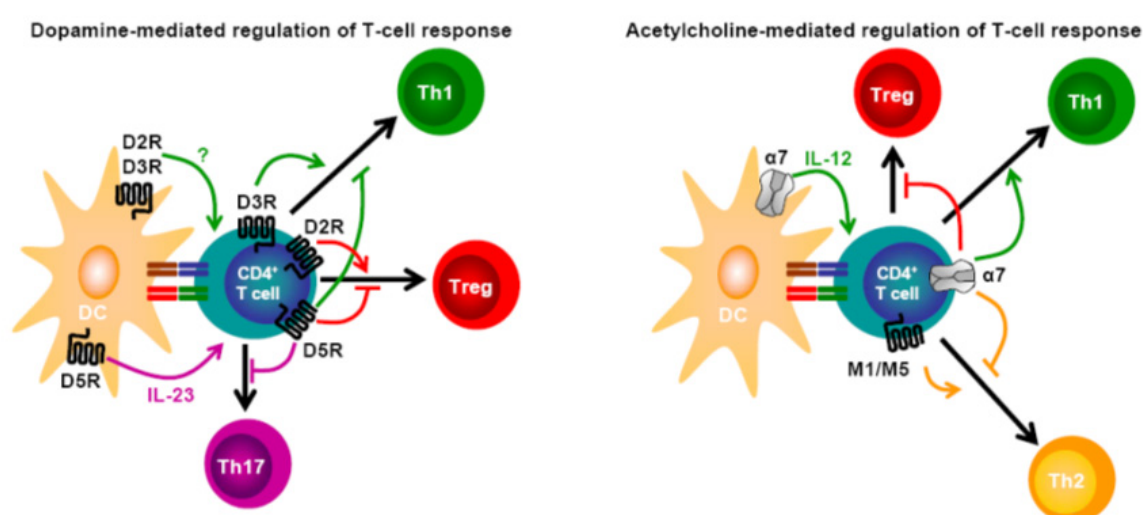 Dopamine-mediated regulation of T-cell response
Th1
D2R
D3R
?
D3R
D2R
CD4⁺
T cell
Treg
DC
D5R
D5R
IL-23
Th17
Acetylcholine-mediated regulation of T-cell response
Treg
Th1
α7
IL-12
CD4⁺
T cell
α7
DC
M1/M5
Th2